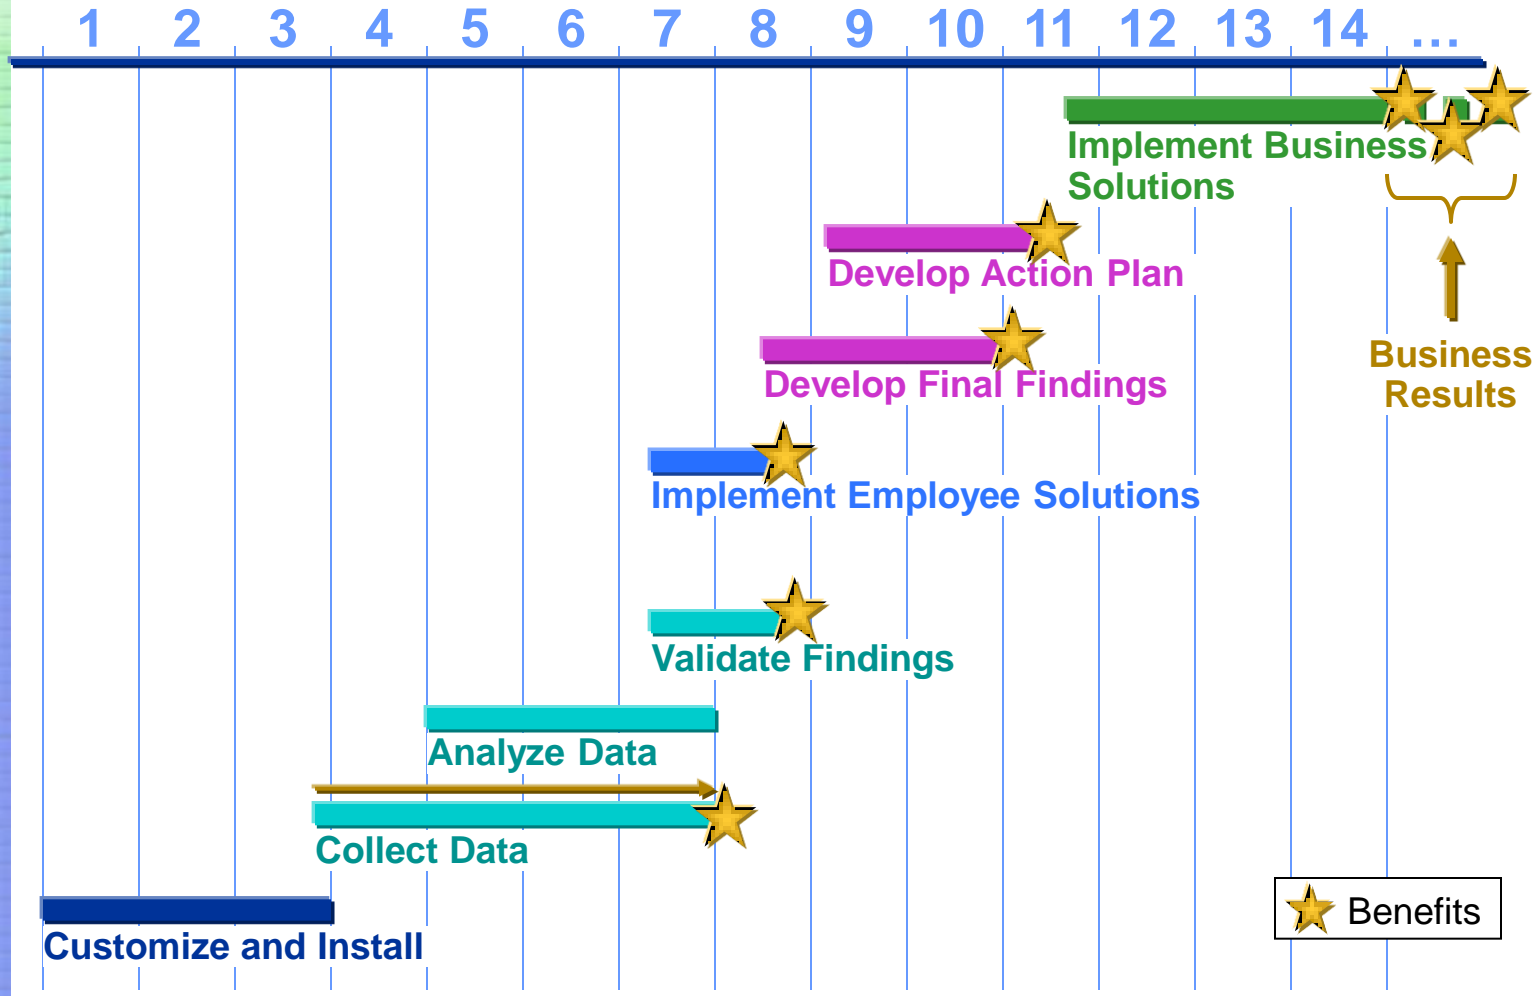 1 2 3 4 5 6 7 8 9 10 11 12 13 14 ...
Implement Business
Solutions
Develop Action Plan
Business
Results
Develop Final Findings
Implement Employee Solutions
Validate Findings
Analyze Data
Collect Data
Benefits
Customize and Install